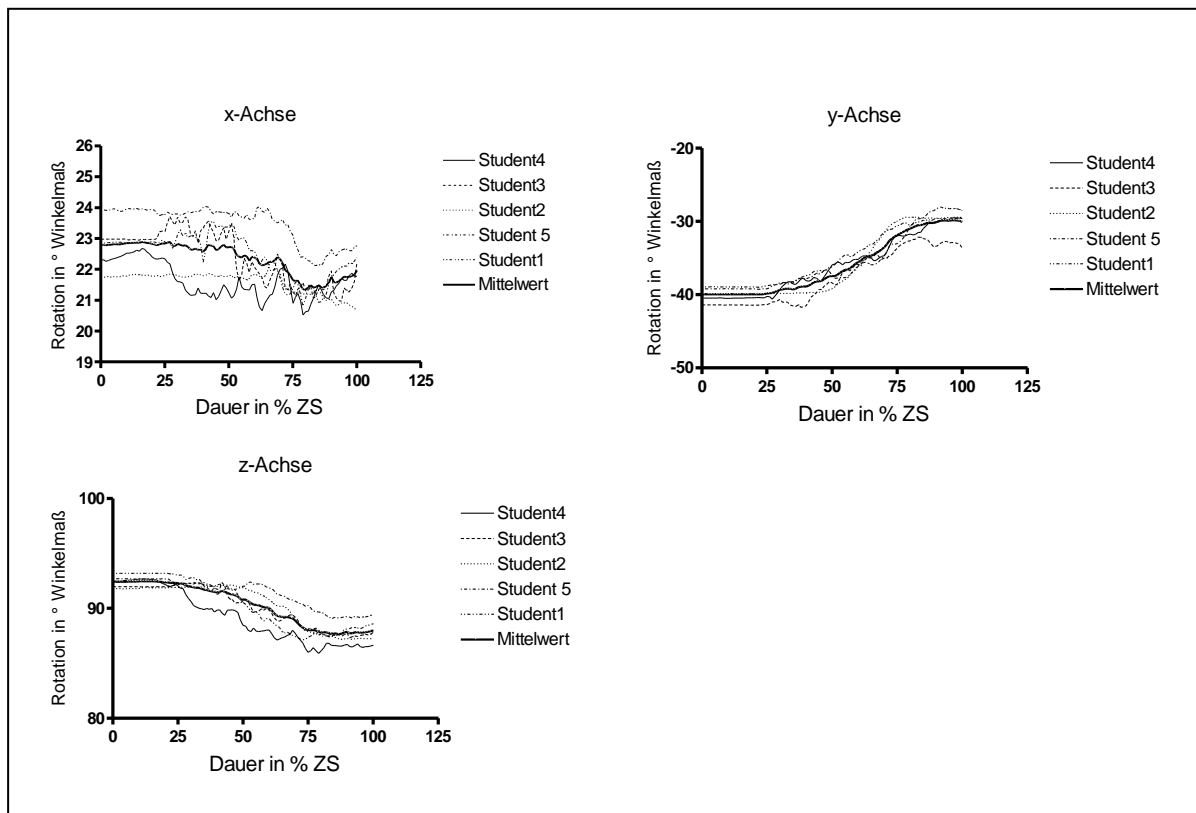 x-Achse
Rotation in ° Winkelmaß
26
25
24
23
22
21
20
19
0 25 50 75 100 125
Dauer in % ZS
Student4
Student3
Student2
Student 5
Student1
Mittelwert
y-Achse
Rotation in ° Winkelmaß
-20
-30
-40
-50
0 25 50 75 100 125
Dauer in % ZS
Student4
Student3
Student2
Student 5
Student1
Mittelwert
z-Achse
Rotation in ° Winkelmaß
100
90
80
0 25 50 75 100 125
Dauer in % ZS
Student4
Student3
Student2
Student 5
Student1
Mittelwert